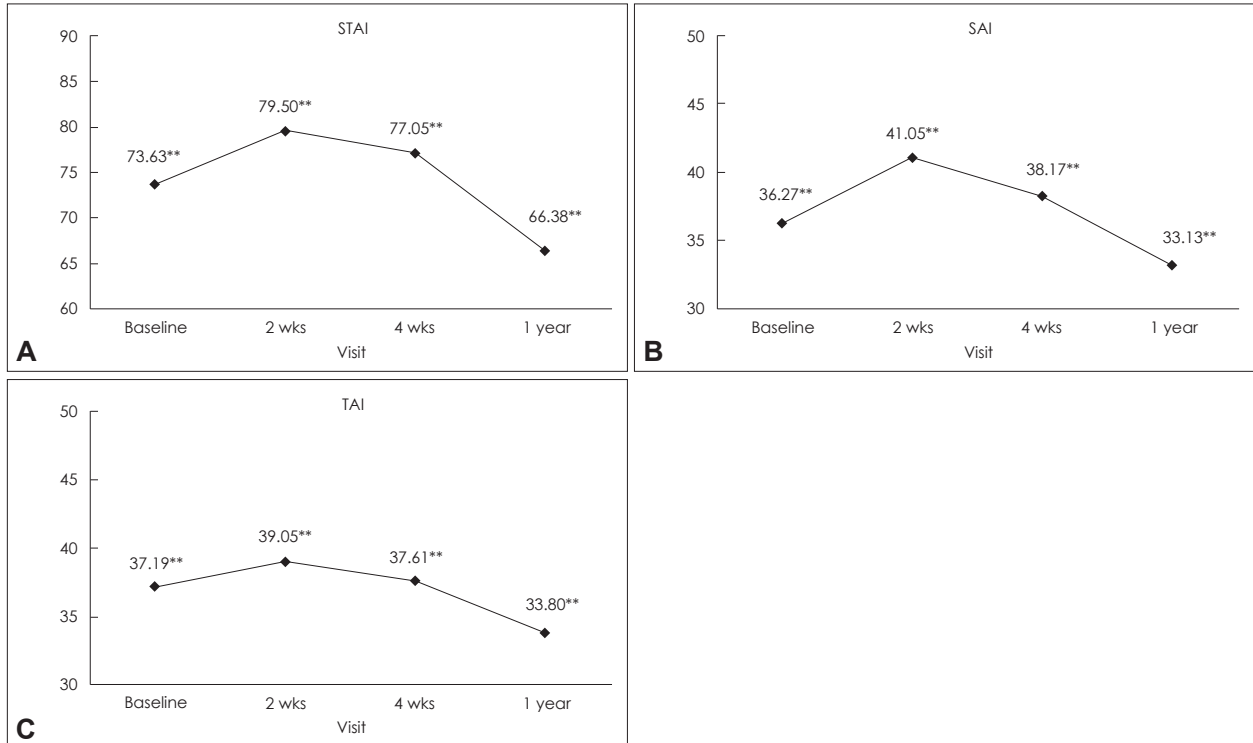 STAI
90
85
80
75
70
65
60
73.63**
79.50**
77.05**
66.38**
Baseline 2 wks 4 wks 1 year
Visit
A
SAI
50
45
40
35
30
36.27**
41.05**
38.17**
33.13**
Baseline 2 wks 4 wks 1 year
Visit
B
TAI
50
45
40
35
30
37.19**
39.05**
37.61**
33.80**
Baseline 2 wks 4 wks 1 year
Visit
C